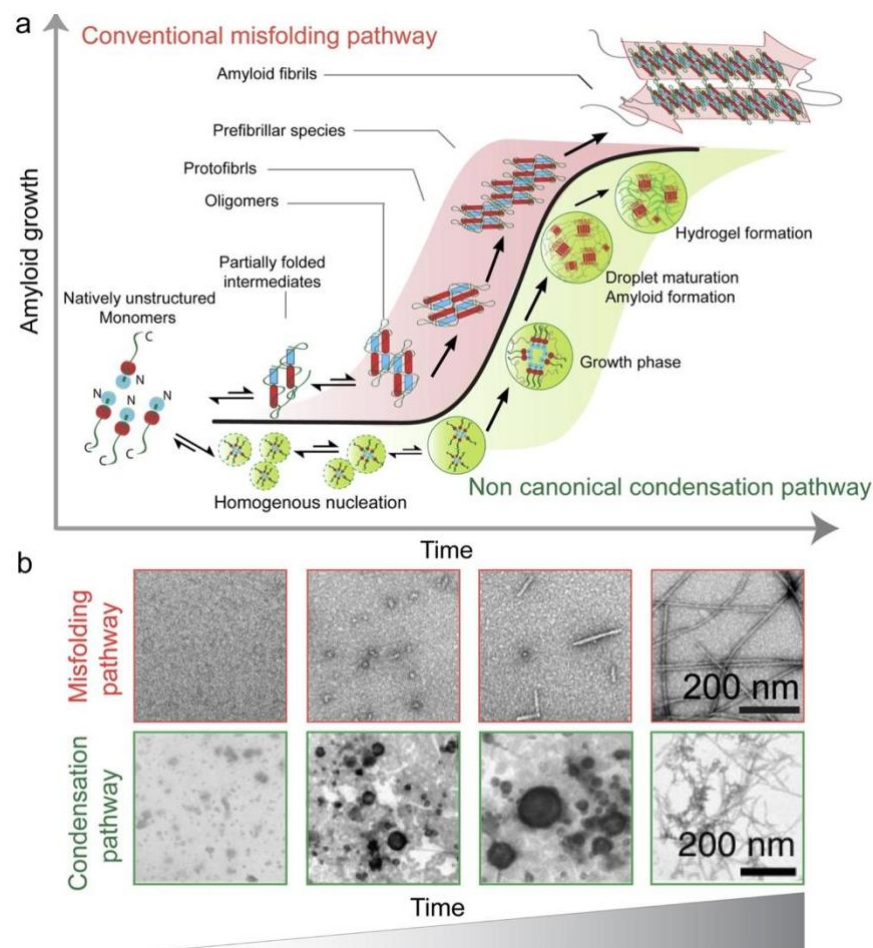 a
Conventional misfolding pathway
Amyloid fibrils
Prefibrillar species
Protofibrls
Oligomers
Partially folded
intermediates
Natively unstructured
Monomers
C
N
N
N
N
C
C
C
Hydrogel formation
Droplet maturation
Amyloid formation
Growth phase
Homogenous nucleation
Non canonical condensation pathway
Amyloid growth
Time
b
Misfolding
pathway
200 nm
Condensation
pathway
200 nm
Time